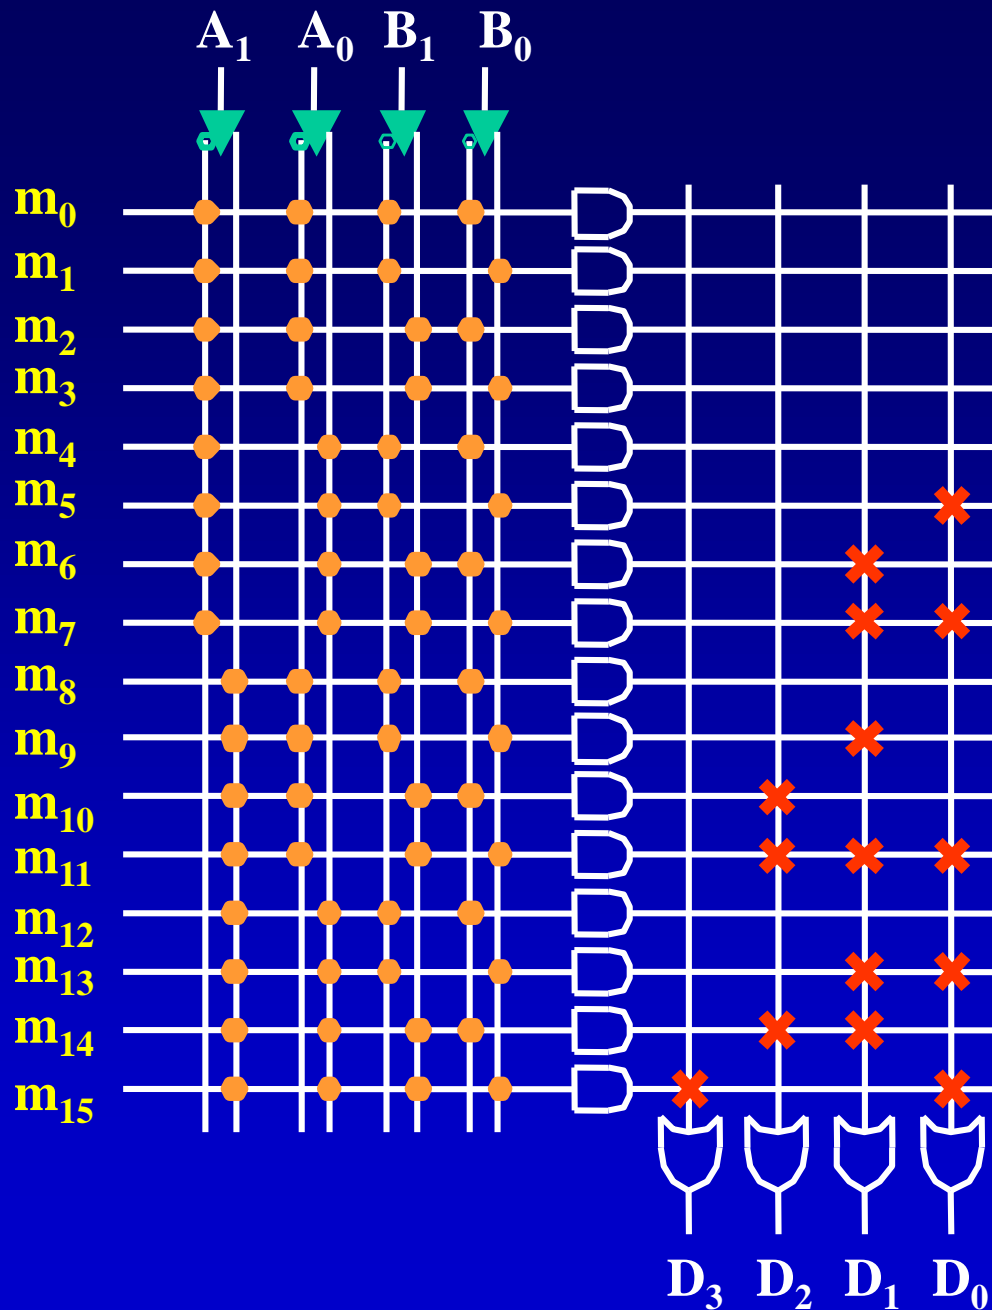 A₁ A₀ B₁ B₀
m₀
m₁
m₂
m₃
m₄
m₅
m₆
m₇
m₈
m₉
m₁₀
m₁₁
m₁₂
m₁₃
m₁₄
m₁₅
D₃ D₂ D₁ D₀